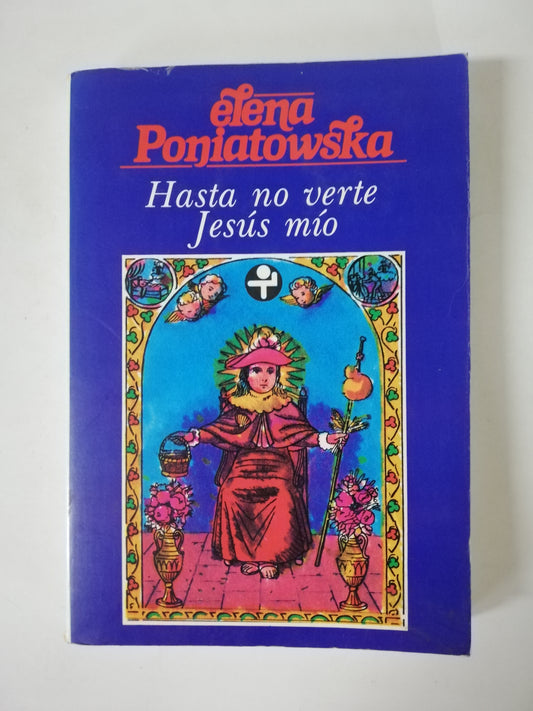 elena
Poniatowska
Hasta no verte
Jesús mío